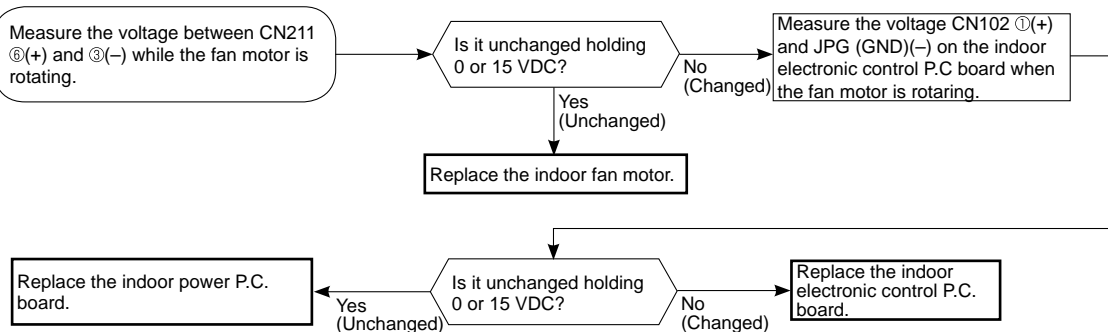 Measure the voltage between CN211
⑥(+) and ③(–) while the fan motor is
rotating.
Is it unchanged holding
0 or 15 VDC?
No
(Changed)
Measure the voltage CN102 ①(+)
and JPG (GND)(–) on the indoor
electronic control P.C board when
the fan motor is rotaring.
Yes
(Unchanged)
Replace the indoor fan motor.
Replace the indoor power P.C.
board.
Yes
(Unchanged)
Is it unchanged holding
0 or 15 VDC?
No
(Changed)
Replace the indoor
electronic control P.C.
board.